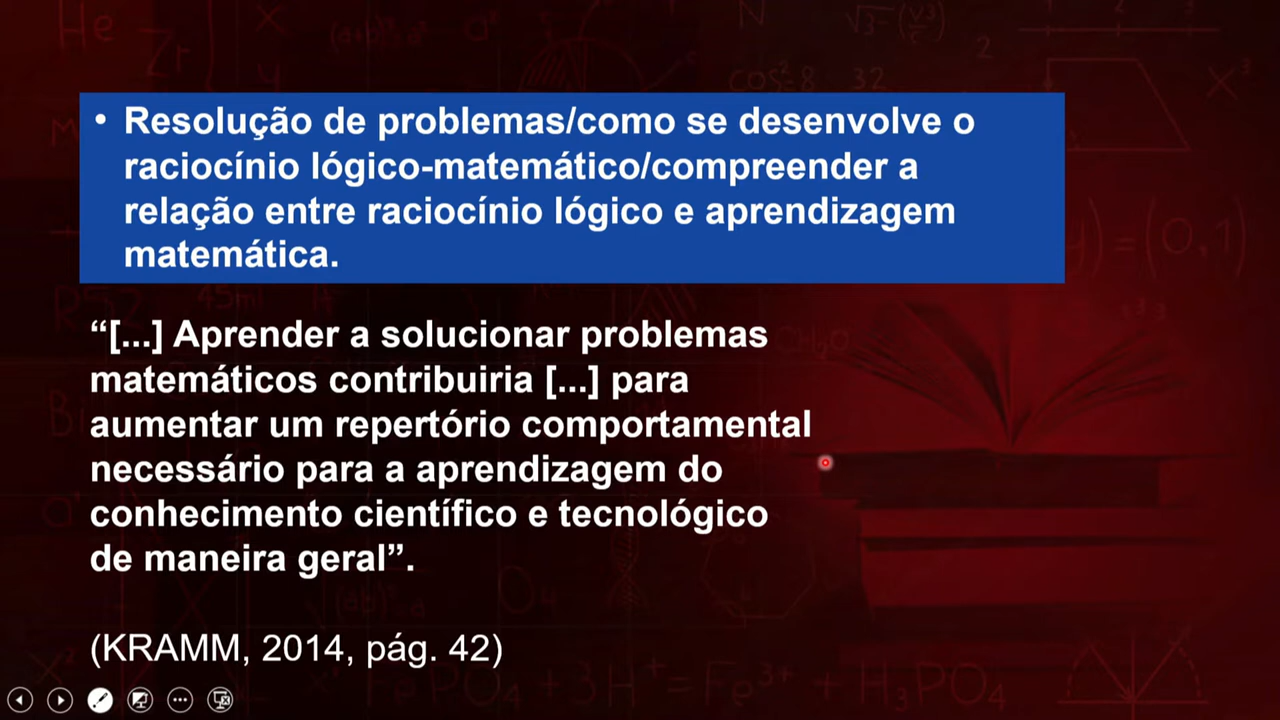 • Resolução de problemas/como se desenvolve o
raciocínio lógico-matemático/compreender a
relação entre raciocínio lógico e aprendizagem
matemática.
“[...] Aprender a solucionar problemas
matemáticos contribuiria [...] para
aumentar um repertório comportamental
necessário para a aprendizagem do
conhecimento científico e tecnológico
de maneira geral”.
(KRAMM, 2014, pág. 42)